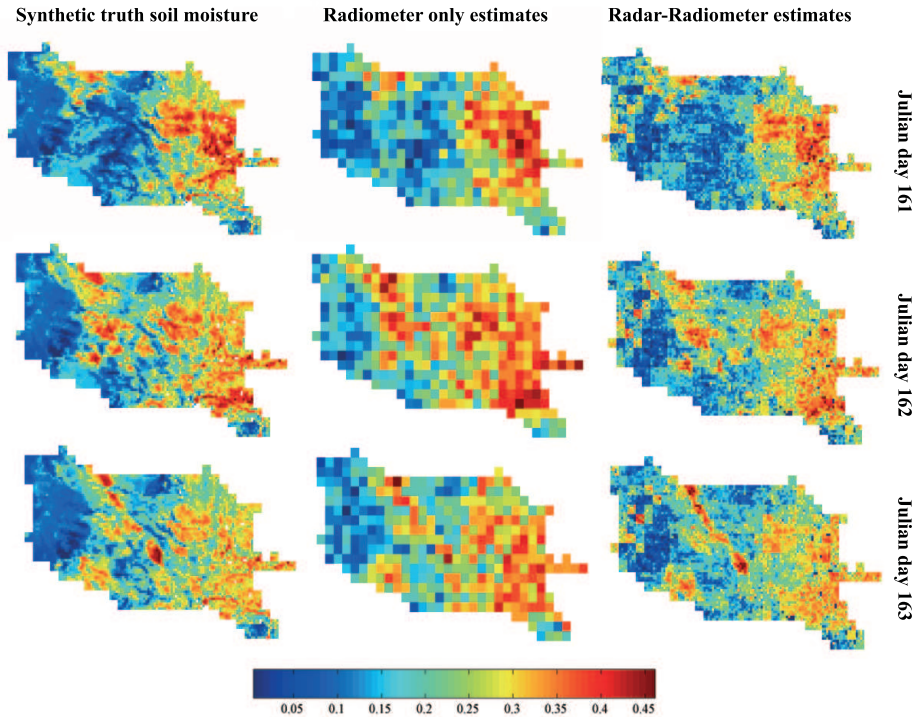 Synthetic truth soil moisture
Radiometer only estimates
Radar-Radiometer estimates
Julian day 161
Julian day 162
Julian day 163
0.05 0.1 0.15 0.2 0.25 0.3 0.35 0.4 0.45